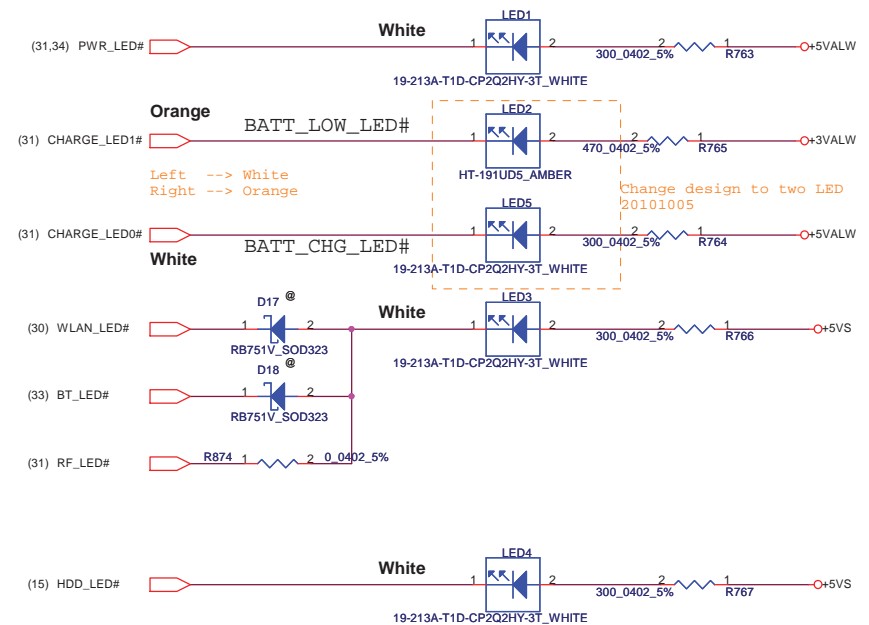 LED1
White
(31,34) PWR_LED#
1
2
2
1
+5VALW
300_0402_5%
R763
19-213A-T1D-CP2Q2HY-3T_WHITE
Orange
LED2
BATT_LOW_LED#
(31) CHARGE_LED1#
1
2
2
1
+3VALW
470_0402_5%
R765
Left --> White
HT-191UD5_AMBER
Right --> Orange
Change design to two LED
20101005
LED5
(31) CHARGE_LED0#
1
2
2
1
+5VALW
BATT_CHG_LED#
300_0402_5%
R764
White
19-213A-T1D-CP2Q2HY-3T_WHITE
D17 @
LED3
White
(30) WLAN_LED#
1
2
1
2
2
1
+5VS
300_0402_5%
R766
RB751V_SOD323
19-213A-T1D-CP2Q2HY-3T_WHITE
D18 @
(33) BT_LED#
1
2
RB751V_SOD323
(31) RF_LED#
R874
1
2
0_0402_5%
LED4
White
(15) HDD_LED#
1
2
2
1
+5VS
300_0402_5%
R767
19-213A-T1D-CP2Q2HY-3T_WHITE